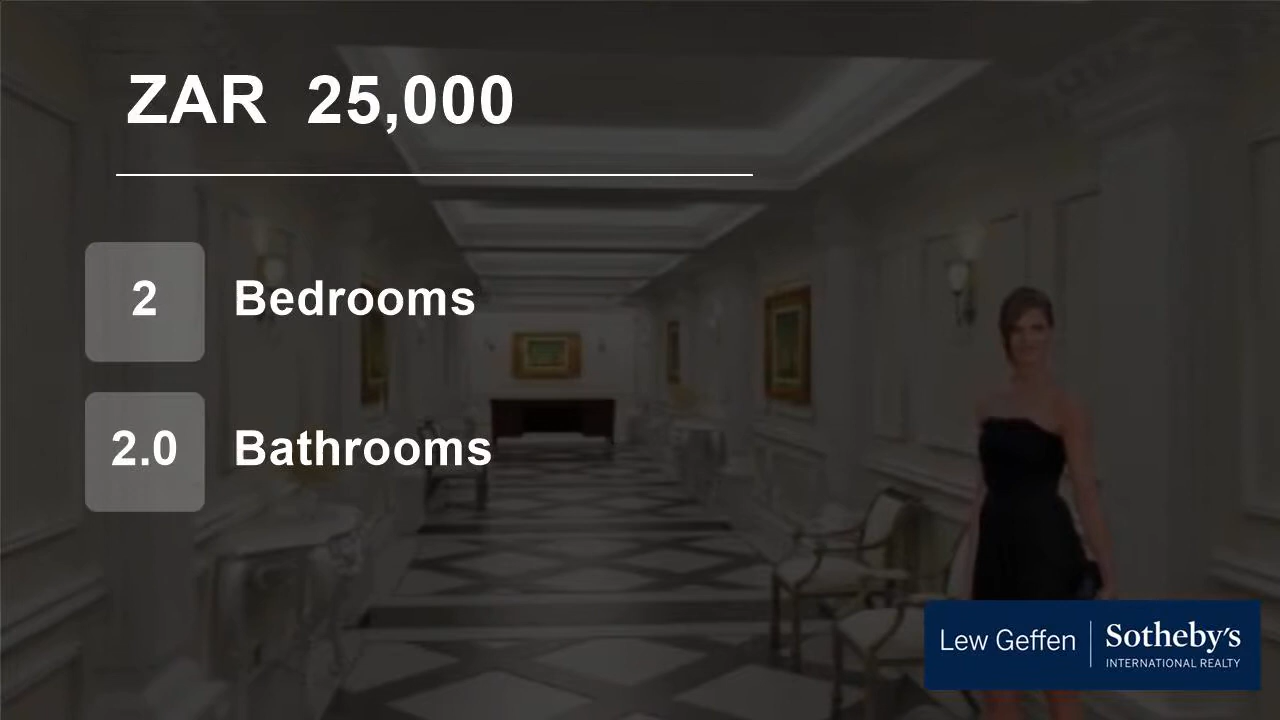 ZAR 25,000
2 Bedrooms
2.0 Bathrooms
Lew Geffen | Sotheby's
INTERNATIONAL REALTY